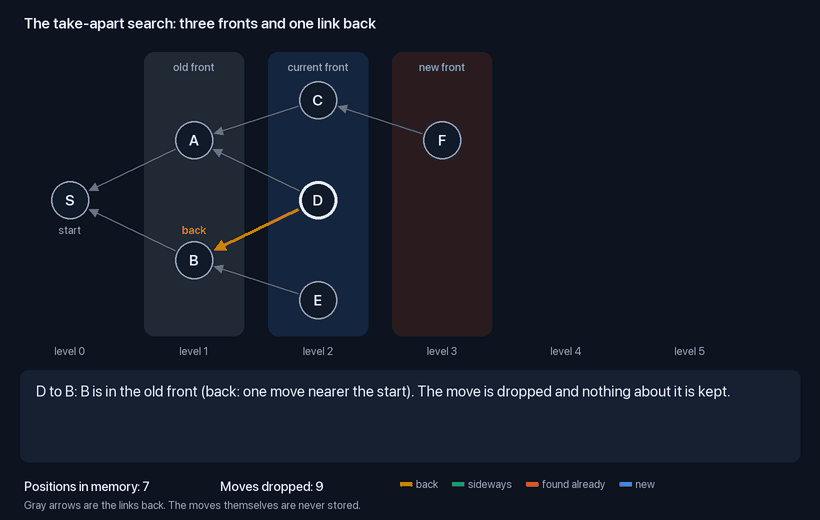 The take-apart search: three fronts and one link back
old front
current front
new front
C
A
F
S
D
start
back
B
E
level 0
level 1
level 2
level 3
level 4
level 5
D to B: B is in the old front (back: one move nearer the start). The move is dropped and nothing about it is kept.
Positions in memory: 7
Moves dropped: 9
back
sideways
found already
new
Gray arrows are the links back. The moves themselves are never stored.